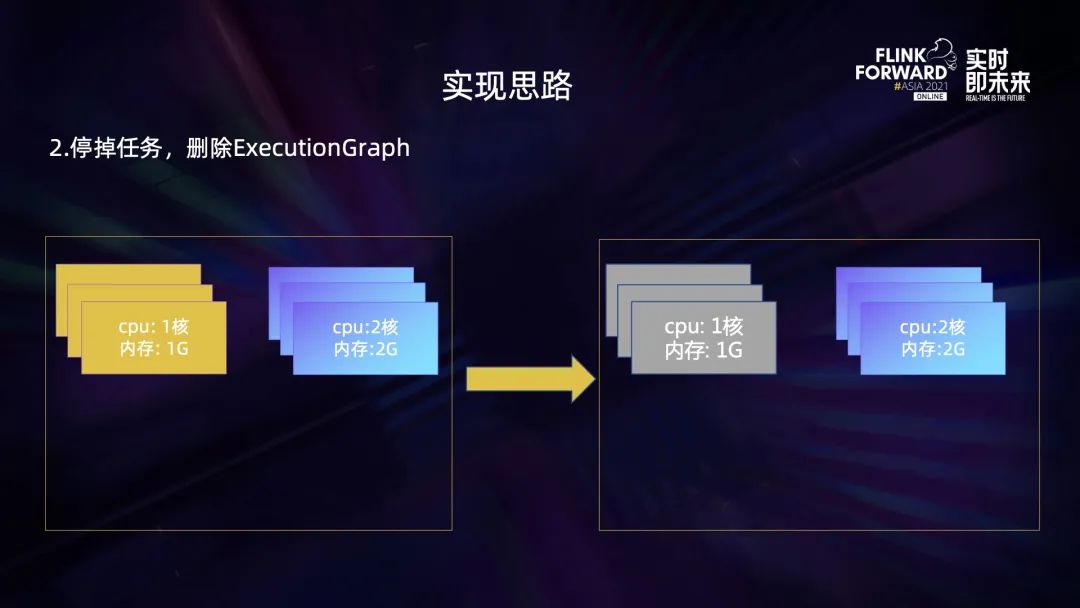 FLINK
FORWARD
#ASIA 2021
ONLINE
实时
即未来
REAL-TIME IS THE FUTURE
实现思路
2.停掉任务，删除ExecutionGraph
cpu: 1核
内存: 1G
cpu:2核
内存:2G
cpu: 1核
内存: 1G
cpu:2核
内存:2G